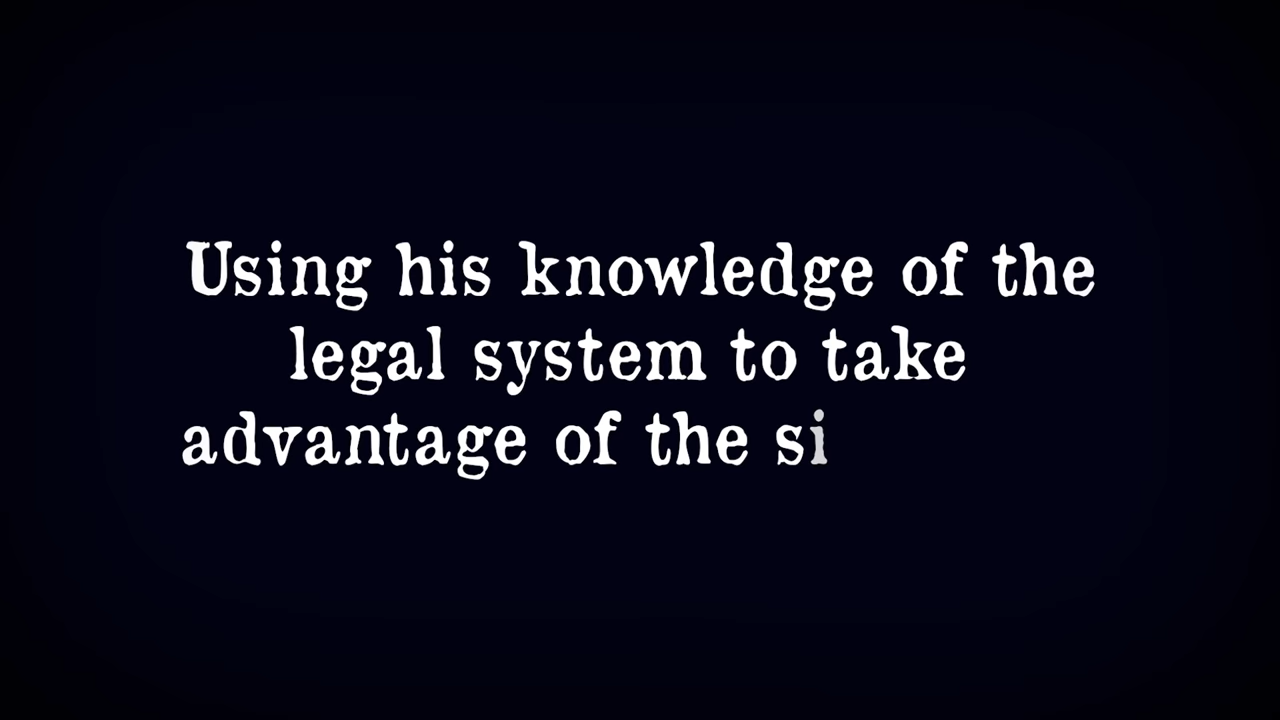 Using his knowledge of the
legal system to take
advantage of the si